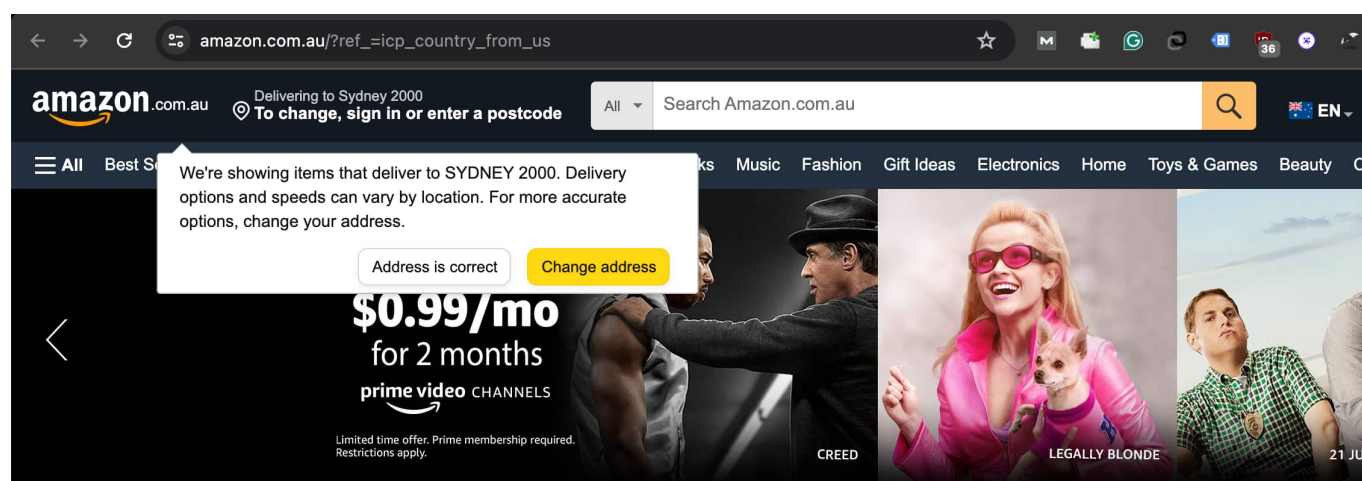 amazon.com.au/?ref_=icp_country_from_us
36
amazon.com.au
Delivering to Sydney 2000
To change, sign in or enter a postcode
All
Search Amazon.com.au
EN
All Best S
ks Music Fashion Gift Ideas Electronics Home Toys & Games Beauty
We're showing items that deliver to SYDNEY 2000. Delivery
options and speeds can vary by location. For more accurate
options, change your address.
Address is correct
Change address
$0.99/mo
for 2 months
prime video CHANNELS
Limited time offer. Prime membership required.
Restrictions apply.
CREED
LEGALLY BLONDE
21 JU